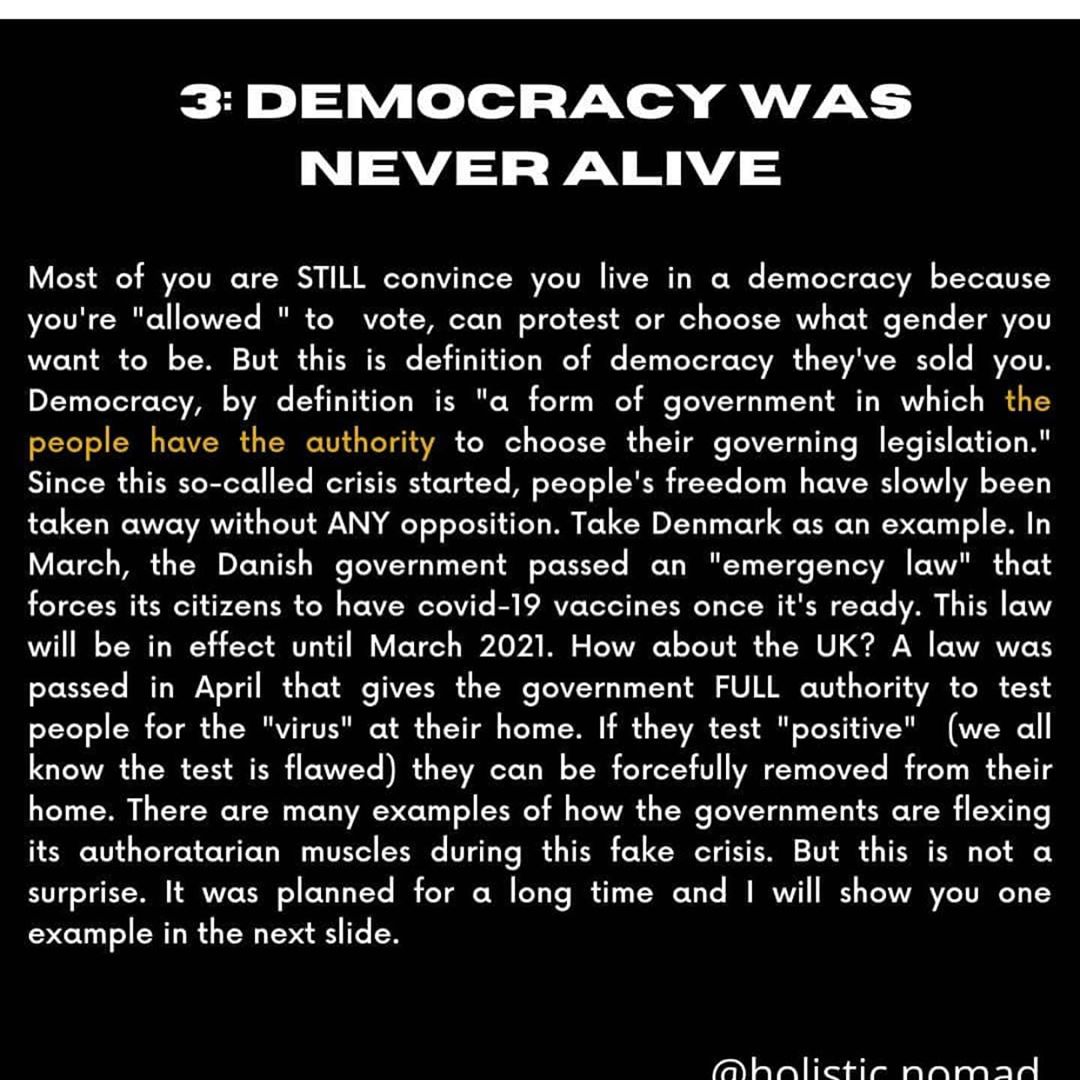 3: DEMOCRACY WAS
NEVER ALIVE
Most of you are STILL convince you live in a democracy because
you're "allowed " to vote, can protest or choose what gender you
want to be. But this is definition of democracy they've sold you.
Democracy, by definition is "a form of government in which the
people have the authority to choose their governing legislation."
Since this so-called crisis started, people's freedom have slowly been
taken away without ANY opposition. Take Denmark as an example. In
March, the Danish government passed an "emergency law" that
forces its citizens to have covid-19 vaccines once it's ready. This law
will be in effect until March 2021. How about the UK? A law was
passed in April that gives the government FULL authority to test
people for the "virus" at their home. If they test "positive" (we all
know the test is flawed) they can be forcefully removed from their
home. There are many examples of how the governments are flexing
its authoratarian muscles during this fake crisis. But this is not a
surprise. It was planned for a long time and I will show you one
example in the next slide.
@holistic nomad